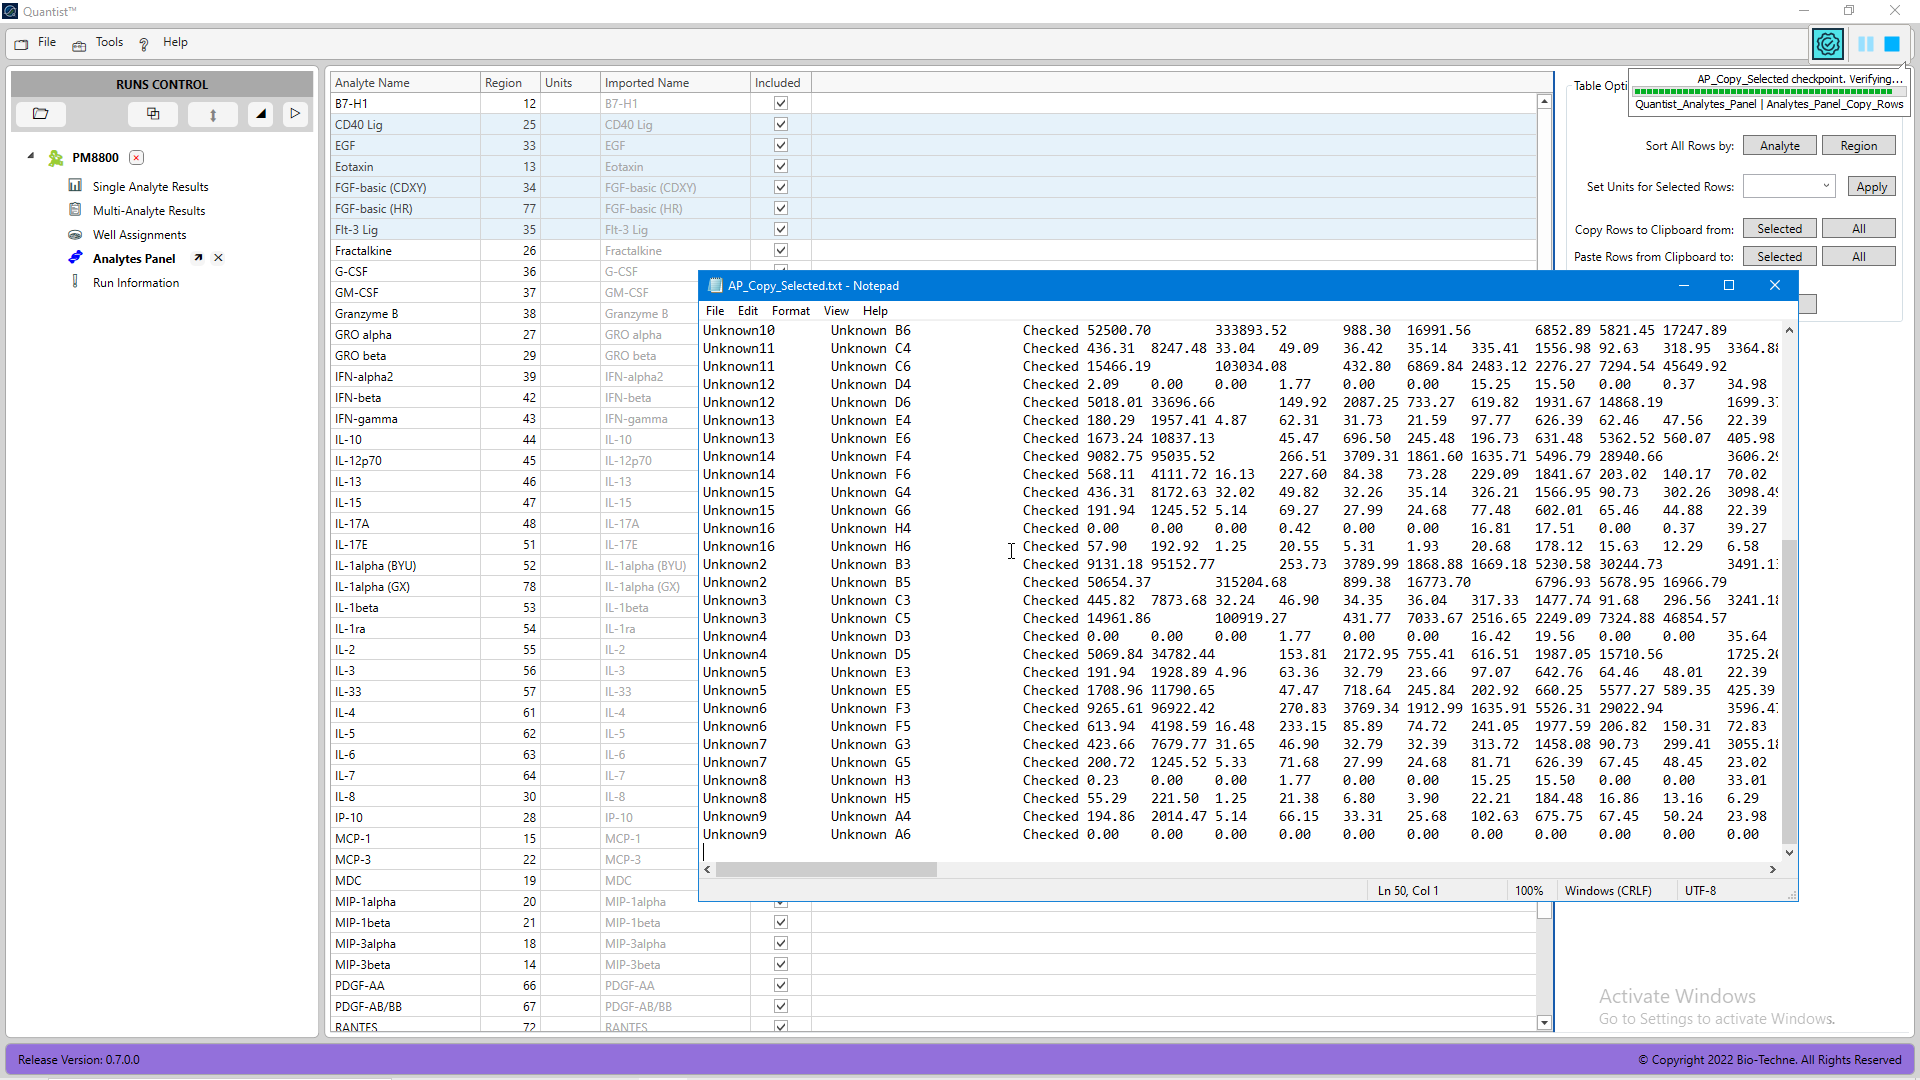 Quantist™
File Tools Help
RUNS CONTROL
PM8800
Single Analyte Results
Multi-Analyte Results
Well Assignments
Analytes Panel
Run Information
Analyte Name Region Units Imported Name Included
B7-H1 12 B7-H1
CD40 Lig 25 CD40 Lig
EGF 33 EGF
Eotaxin 13 Eotaxin
FGF-basic (CDXY) 34 FGF-basic (CDXY)
FGF-basic (HR) 77 FGF-basic (HR)
Flt-3 Lig 35 Flt-3 Lig
Fractalkine 26 Fractalkine
G-CSF 36 G-CSF
GM-CSF 37 GM-CSF
Granzyme B 38 Granzyme B
GRO alpha 27 GRO alpha
GRO beta 29 GRO beta
IFN-alpha2 39 IFN-alpha2
IFN-beta 42 IFN-beta
IFN-gamma 43 IFN-gamma
IL-10 44 IL-10
IL-12p70 45 IL-12p70
IL-13 46 IL-13
IL-15 47 IL-15
IL-17A 48 IL-17A
IL-17E 51 IL-17E
IL-1alpha (BYU) 52 IL-1alpha (BYU)
IL-1alpha (GX) 78 IL-1alpha (GX)
IL-1beta 53 IL-1beta
IL-1ra 54 IL-1ra
IL-2 55 IL-2
IL-3 56 IL-3
IL-33 57 IL-33
IL-4 61 IL-4
IL-5 62 IL-5
IL-6 63 IL-6
IL-7 64 IL-7
IL-8 30 IL-8
IP-10 28 IP-10
MCP-1 15 MCP-1
MCP-3 22 MCP-3
MDC 19 MDC
MIP-1alpha 20 MIP-1alpha
MIP-1beta 21 MIP-1beta
MIP-3alpha 18 MIP-3alpha
MIP-3beta 14 MIP-3beta
PDGF-AA 66 PDGF-AA
PDGF-AB/BB 67 PDGF-AB/BB
RANTES 72 RANTES
AP_Copy_Selected checkpoint. Verifying...
Quantist_Analytes_Panel | Analytes_Panel_Copy_Rows
Table Opti
Sort All Rows by: Analyte Region
Set Units for Selected Rows: Apply
Copy Rows to Clipboard from: Selected All
Paste Rows from Clipboard to: Selected All
AP_Copy_Selected.txt - Notepad
File Edit Format View Help
Unknown10 Unknown B6 Checked 52500.70 333893.52 988.30 16991.56 6852.89 5821.45 17247.89
Unknown11 Unknown C4 Checked 436.31 8247.48 33.04 49.09 36.42 35.14 335.41 1556.98 92.63 318.95 3364.88
Unknown11 Unknown C6 Checked 15466.19 103034.08 432.80 6869.84 2483.12 2276.27 7294.54 45649.92
Unknown12 Unknown D4 Checked 2.09 0.00 0.00 1.77 0.00 0.00 15.25 15.50 0.00 0.37 34.98
Unknown12 Unknown D6 Checked 5018.01 33696.66 149.92 2087.25 733.27 619.82 1931.67 14868.19 1699.37
Unknown13 Unknown E4 Checked 180.29 1957.41 4.87 62.31 31.73 21.59 97.77 626.39 62.46 47.56 22.39
Unknown13 Unknown E6 Checked 1673.24 10837.13 45.47 696.50 245.48 196.73 631.48 5362.52 560.07 405.98
Unknown14 Unknown F4 Checked 9082.75 95035.52 266.51 3709.31 1861.60 1635.71 5496.79 28940.66 3606.29
Unknown14 Unknown F6 Checked 568.11 4111.72 16.13 227.60 84.38 73.28 229.09 1841.67 203.02 140.17 70.02
Unknown15 Unknown G4 Checked 436.31 8172.63 32.02 49.82 32.26 35.14 326.21 1566.95 90.73 302.26 3098.49
Unknown15 Unknown G6 Checked 191.94 1245.52 5.14 69.27 27.99 24.68 77.48 602.01 65.46 44.88 22.39
Unknown16 Unknown H4 Checked 0.00 0.00 0.00 0.42 0.00 0.00 16.81 17.51 0.00 0.37 39.27
Unknown16 Unknown H6 Checked 57.90 192.92 1.25 20.55 5.31 1.93 20.68 178.12 15.63 12.29 6.58
Unknown2 Unknown B3 Checked 9131.18 95152.77 253.73 3789.99 1868.88 1669.18 5230.58 30244.73 3491.13
Unknown2 Unknown B5 Checked 50654.37 315204.68 899.38 16773.70 6796.93 5678.95 16966.79
Unknown3 Unknown C3 Checked 445.82 7873.68 32.24 46.90 34.35 36.04 317.33 1477.74 91.68 296.56 3241.18
Unknown3 Unknown C5 Checked 14961.86 100919.27 431.77 7033.67 2516.65 2249.09 7324.88 46854.57
Unknown4 Unknown D3 Checked 0.00 0.00 0.00 1.77 0.00 0.00 16.42 19.56 0.00 0.00 35.64
Unknown4 Unknown D5 Checked 5069.84 34782.44 153.81 2172.95 755.41 616.51 1987.05 15710.56 1725.20
Unknown5 Unknown E3 Checked 191.94 1928.89 4.96 63.36 32.79 23.66 97.07 642.76 64.46 48.01 22.39
Unknown5 Unknown E5 Checked 1708.96 11790.65 47.47 718.64 245.84 202.92 660.25 5577.27 589.35 425.39
Unknown6 Unknown F3 Checked 9265.61 96922.42 270.83 3769.34 1912.99 1635.91 5526.31 29022.94 3596.47
Unknown6 Unknown F5 Checked 613.94 4198.59 16.48 233.15 85.89 74.72 241.05 1977.59 206.82 150.31 72.83
Unknown7 Unknown G3 Checked 423.66 7679.77 31.65 46.90 32.79 32.39 313.72 1458.08 90.73 299.41 3055.18
Unknown7 Unknown G5 Checked 200.72 1245.52 5.33 71.68 27.99 24.68 81.71 626.39 67.45 48.45 23.02
Unknown8 Unknown H3 Checked 0.23 0.00 0.00 1.77 0.00 0.00 15.25 15.50 0.00 0.00 33.01
Unknown8 Unknown H5 Checked 55.29 221.50 1.25 21.38 6.80 3.90 22.21 184.48 16.86 13.16 6.29
Unknown9 Unknown A4 Checked 194.86 2014.47 5.14 66.15 33.31 25.68 102.63 675.75 67.45 50.24 23.98
Unknown9 Unknown A6 Checked 0.00 0.00 0.00 0.00 0.00 0.00 0.00 0.00 0.00 0.00 0.00
Ln 50, Col 1 100% Windows (CRLF) UTF-8
Activate Windows
Go to Settings to activate Windows.
Release Version: 0.7.0.0
© Copyright 2022 Bio-Techne. All Rights Reserved